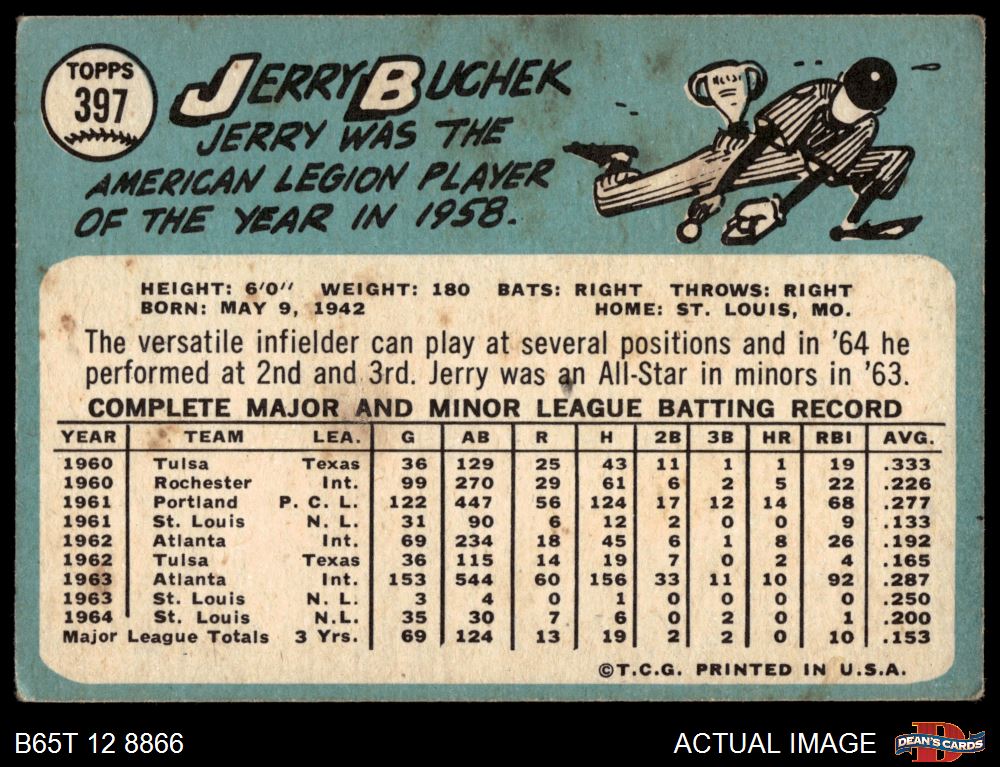 TOPPS
397
JERRY BUCHEK
JERRY WAS THE
AMERICAN LEGION PLAYER
OF THE YEAR IN 1958.
HEIGHT: 6'0" WEIGHT: 180 BATS: RIGHT THROWS: RIGHT
BORN: MAY 9, 1942 HOME: ST. LOUIS, MO.
The versatile infielder can play at several positions and in '64 he
performed at 2nd and 3rd. Jerry was an All-Star in minors in '63.
COMPLETE MAJOR AND MINOR LEAGUE BATTING RECORD
YEAR TEAM LEA. G AB R H 2B 3B HR RBI AVG.
1960 Tulsa Texas 36 129 25 43 11 1 1 19 .333
1960 Rochester Int. 99 270 29 61 6 2 5 22 .226
1961 Portland P. C. L. 122 447 56 124 17 12 14 68 .277
1961 St. Louis N. L. 31 90 6 12 2 0 0 9 .133
1962 Atlanta Int. 69 234 18 45 6 1 8 26 .192
1962 Tulsa Texas 36 115 14 19 7 0 2 4 .165
1963 Atlanta Int. 153 544 60 156 33 11 10 92 .287
1963 St. Louis N. L. 3 4 0 1 0 0 0 0 .250
1964 St. Louis N.L. 35 30 7 6 0 2 0 1 .200
Major League Totals 3 Yrs. 69 124 13 19 2 2 0 10 .153
©T.C.G. PRINTED IN U.S.A.
B65T 12 8866
ACTUAL IMAGE
DEAN'S CARDS